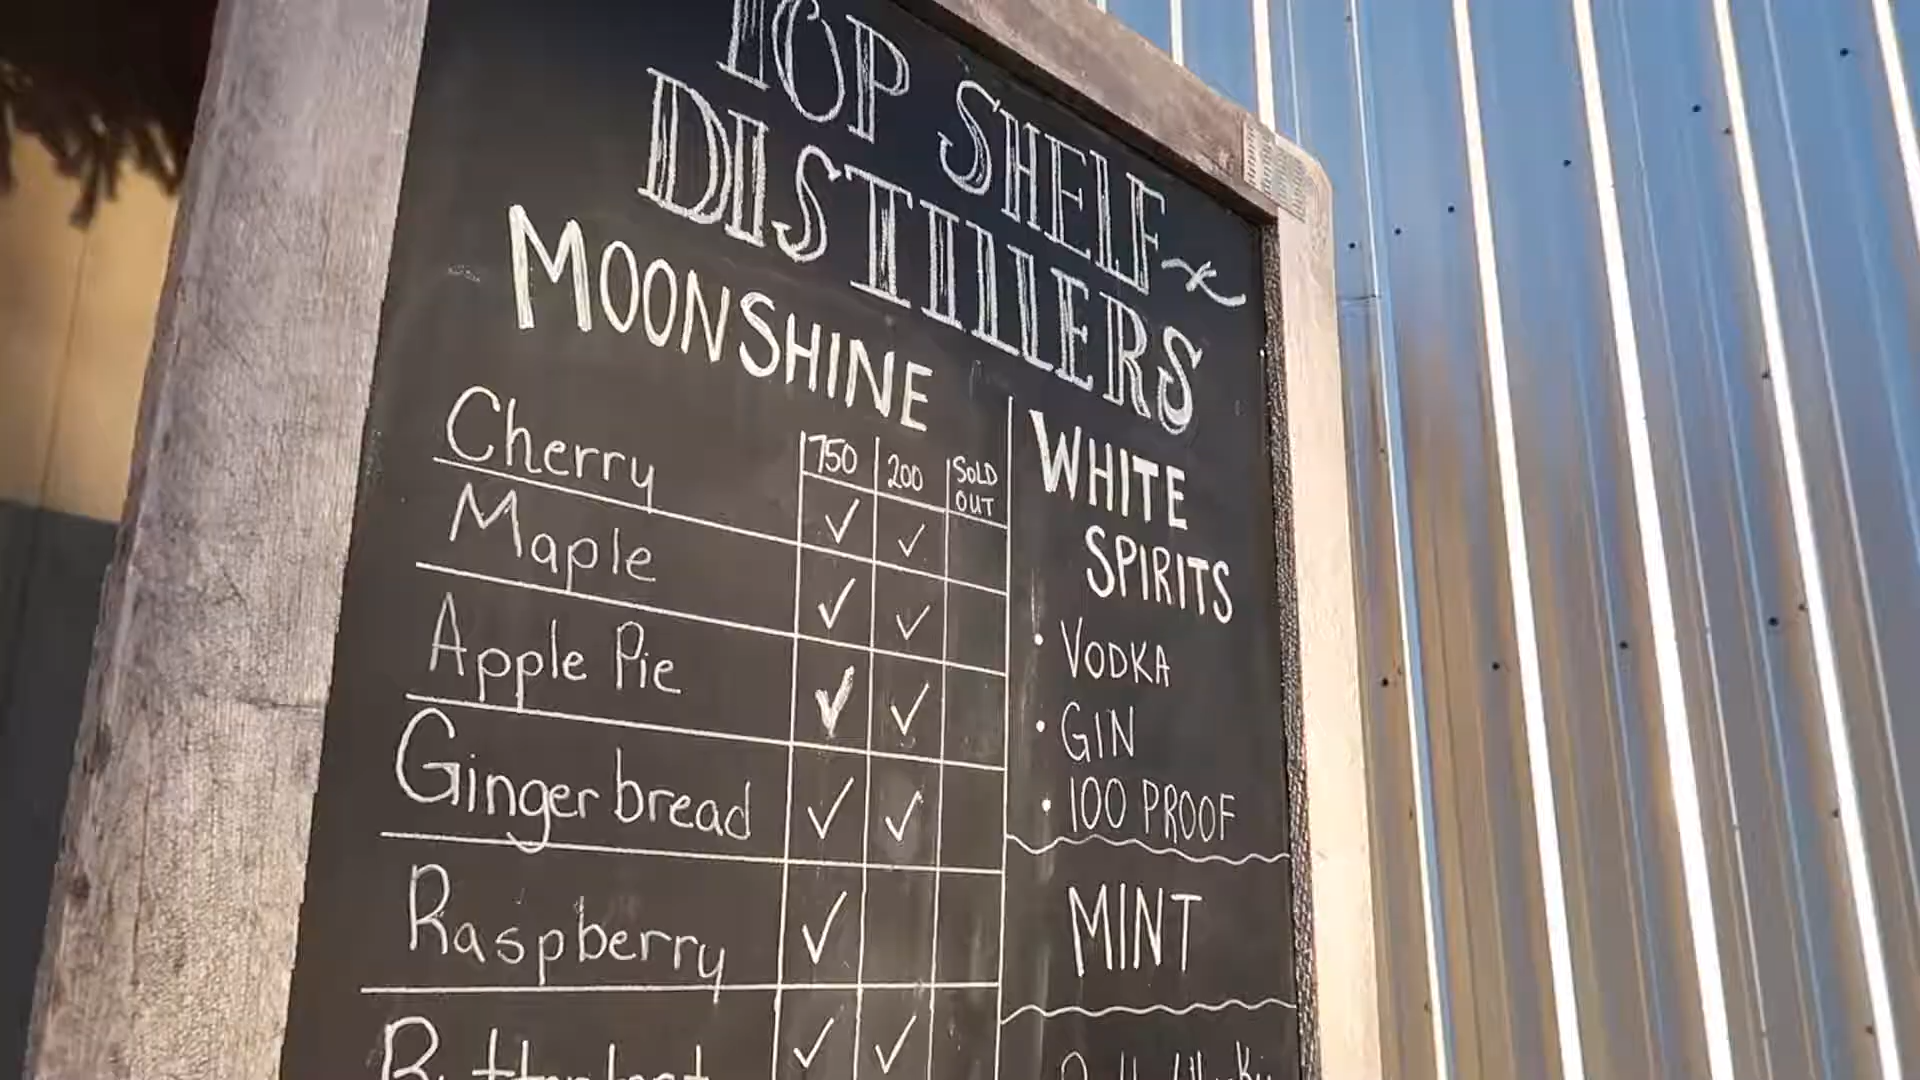 TOP SHELF
DISTILLERS
MOONSHINE
750 200 SOLD OUT
Cherry ✓ ✓
Maple ✓ ✓
Apple Pie ✓ ✓
Gingerbread ✓ ✓
Raspberry ✓
✓ ✓
WHITE
SPIRITS
• VODKA
• GIN
• 100 PROOF
MINT